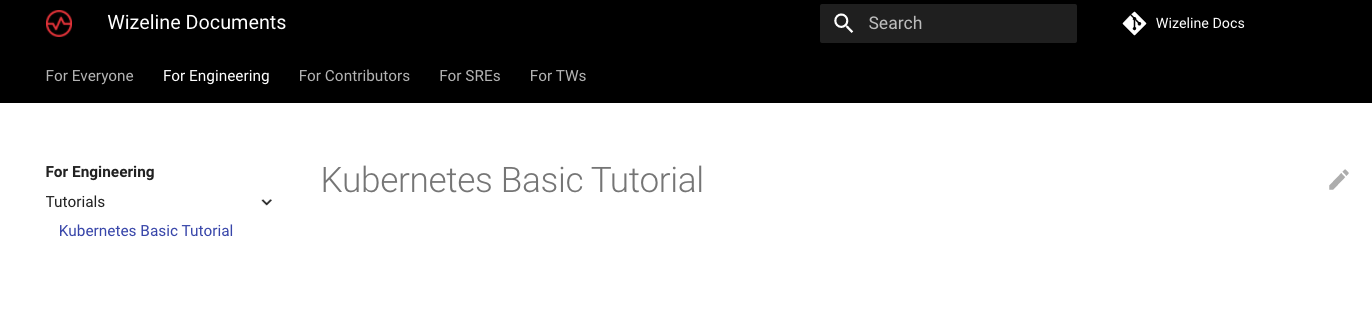 Wizeline Documents
Search
Wizeline Docs
For Everyone For Engineering For Contributors For SREs For TWs
For Engineering
Kubernetes Basic Tutorial
Tutorials
Kubernetes Basic Tutorial